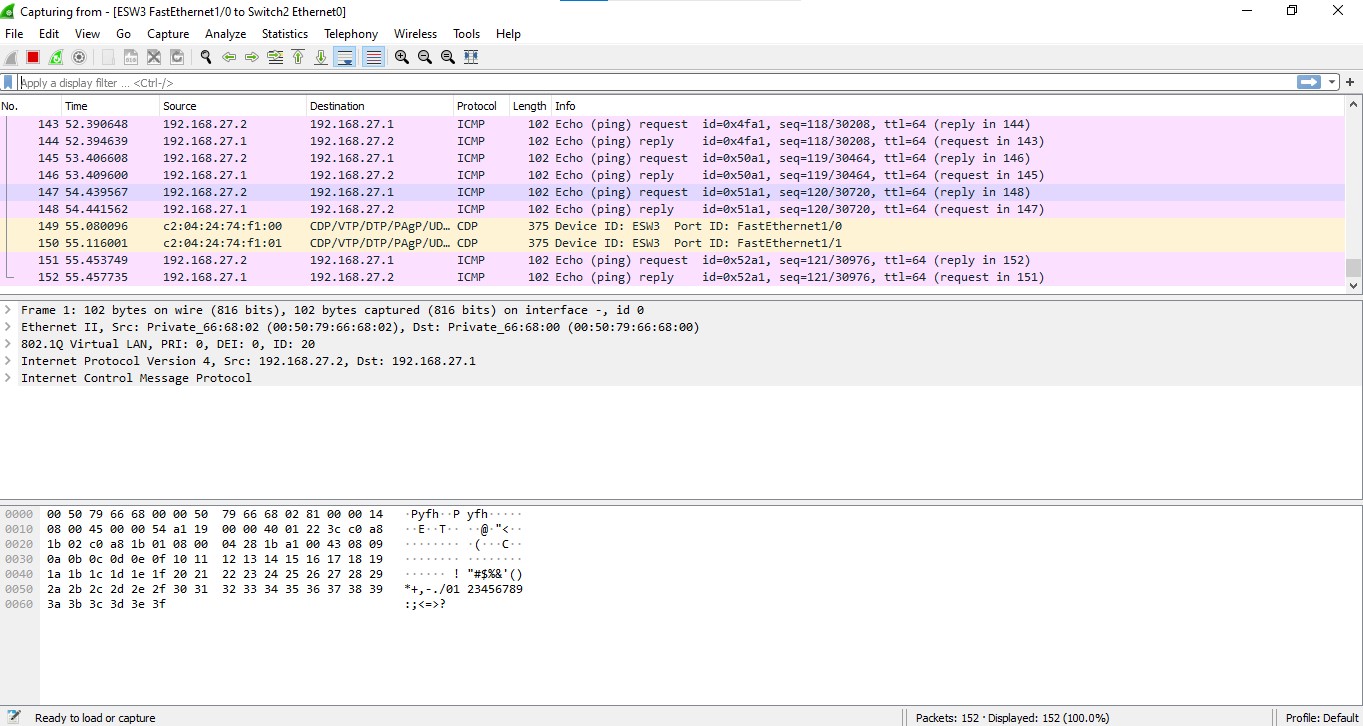 Capturing from - [ESW3 FastEthernet1/0 to Switch2 Ethernet0]
File Edit View Go Capture Analyze Statistics Telephony Wireless Tools Help
Apply a display filter ... <Ctrl-/>
No. Time Source Destination Protocol Length Info
143 52.390648 192.168.27.2 192.168.27.1 ICMP 102 Echo (ping) request id=0x4fa1, seq=118/30208, ttl=64 (reply in 144)
144 52.394639 192.168.27.1 192.168.27.2 ICMP 102 Echo (ping) reply id=0x4fa1, seq=118/30208, ttl=64 (request in 143)
145 53.406608 192.168.27.2 192.168.27.1 ICMP 102 Echo (ping) request id=0x50a1, seq=119/30464, ttl=64 (reply in 146)
146 53.409600 192.168.27.1 192.168.27.2 ICMP 102 Echo (ping) reply id=0x50a1, seq=119/30464, ttl=64 (request in 145)
147 54.439567 192.168.27.2 192.168.27.1 ICMP 102 Echo (ping) request id=0x51a1, seq=120/30720, ttl=64 (reply in 148)
148 54.441562 192.168.27.1 192.168.27.2 ICMP 102 Echo (ping) reply id=0x51a1, seq=120/30720, ttl=64 (request in 147)
149 55.080096 c2:04:24:74:f1:00 CDP/VTP/DTP/PAgP/UD… CDP 375 Device ID: ESW3 Port ID: FastEthernet1/0
150 55.116001 c2:04:24:74:f1:01 CDP/VTP/DTP/PAgP/UD… CDP 375 Device ID: ESW3 Port ID: FastEthernet1/1
151 55.453749 192.168.27.2 192.168.27.1 ICMP 102 Echo (ping) request id=0x52a1, seq=121/30976, ttl=64 (reply in 152)
152 55.457735 192.168.27.1 192.168.27.2 ICMP 102 Echo (ping) reply id=0x52a1, seq=121/30976, ttl=64 (request in 151)
Frame 1: 102 bytes on wire (816 bits), 102 bytes captured (816 bits) on interface -, id 0
Ethernet II, Src: Private_66:68:02 (00:50:79:66:68:02), Dst: Private_66:68:00 (00:50:79:66:68:00)
802.1Q Virtual LAN, PRI: 0, DEI: 0, ID: 20
Internet Protocol Version 4, Src: 192.168.27.2, Dst: 192.168.27.1
Internet Control Message Protocol
0000 00 50 79 66 68 00 00 50 79 66 68 02 81 00 00 14 ·Pyfh··P yfh·····
0010 08 00 45 00 00 54 a1 19 00 00 40 01 22 3c c0 a8 ··E··T·· ··@·"<··
0020 1b 02 c0 a8 1b 01 08 00 04 28 1b a1 00 43 08 09 ········ ·(···C··
0030 0a 0b 0c 0d 0e 0f 10 11 12 13 14 15 16 17 18 19 ········ ········
0040 1a 1b 1c 1d 1e 1f 20 21 22 23 24 25 26 27 28 29 ······ ! "#$%&'()
0050 2a 2b 2c 2d 2e 2f 30 31 32 33 34 35 36 37 38 39 *+,-./01 23456789
0060 3a 3b 3c 3d 3e 3f :;<=>?
Ready to load or capture Packets: 152 · Displayed: 152 (100.0%) Profile: Default